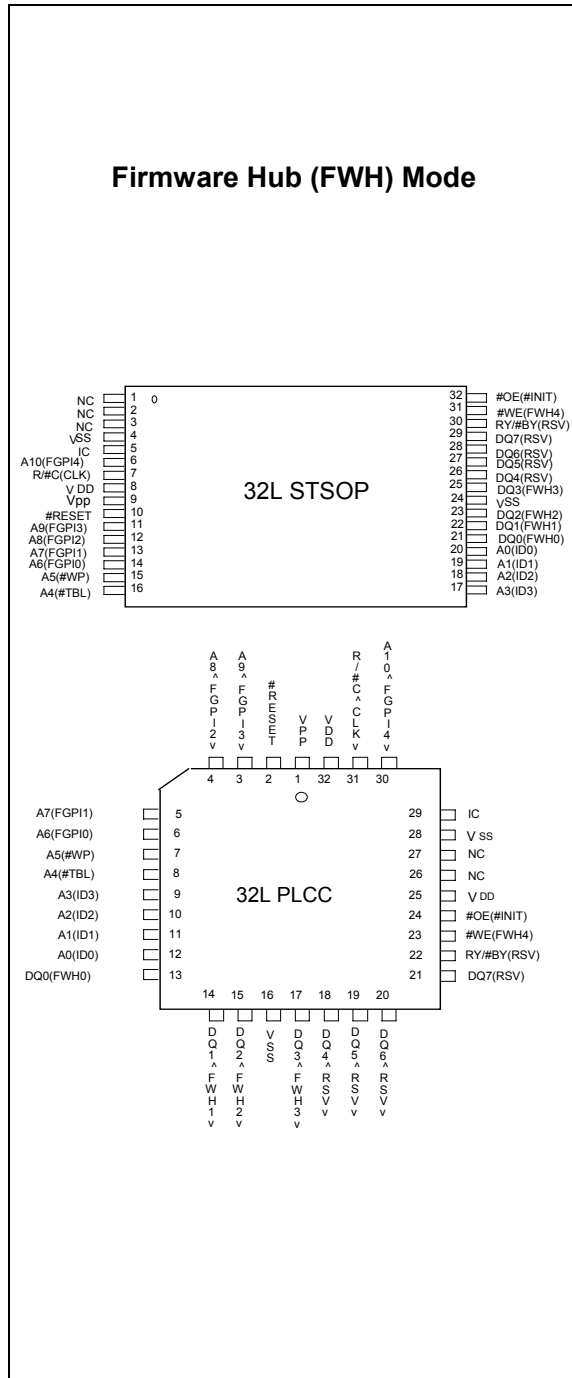 Firmware Hub (FWH) Mode
NC 1
NC 2
NC 3
VSS 4
IC 5
A10(FGPI4) 6
R/#C(CLK) 7
VDD 8
Vpp 9
#RESET 10
A9(FGPI3) 11
A8(FGPI2) 12
A7(FGPI1) 13
A6(FGPI0) 14
A5(#WP) 15
A4(#TBL) 16
32L STSOP
32 #OE(#INIT)
31 #WE(FWH4)
30 RY/#BY(RSV)
29 DQ7(RSV)
28 DQ6(RSV)
27 DQ5(RSV)
26 DQ4(RSV)
25 DQ3(FWH3)
24 VSS
23 DQ2(FWH2)
22 DQ1(FWH1)
21 DQ0(FWH0)
20 A0(ID0)
19 A1(ID1)
18 A2(ID2)
17 A3(ID3)
A8^FGPI2v
A9^FGPI3v
#RESET
VPP
VDD
R/#C^CLKv
A10^FGPI4v
4 3 2 1 32 31 30
A7(FGPI1) 5
A6(FGPI0) 6
A5(#WP) 7
A4(#TBL) 8
A3(ID3) 9
A2(ID2) 10
A1(ID1) 11
A0(ID0) 12
DQ0(FWH0) 13
32L PLCC
29 IC
28 VSS
27 NC
26 NC
25 VDD
24 #OE(#INIT)
23 #WE(FWH4)
22 RY/#BY(RSV)
21 DQ7(RSV)
14 15 16 17 18 19 20
DQ1^FWH1v
DQ2^FWH2v
VSS
DQ3^FWH3v
DQ4^RSVv
DQ5^RSVv
DQ6^RSVv